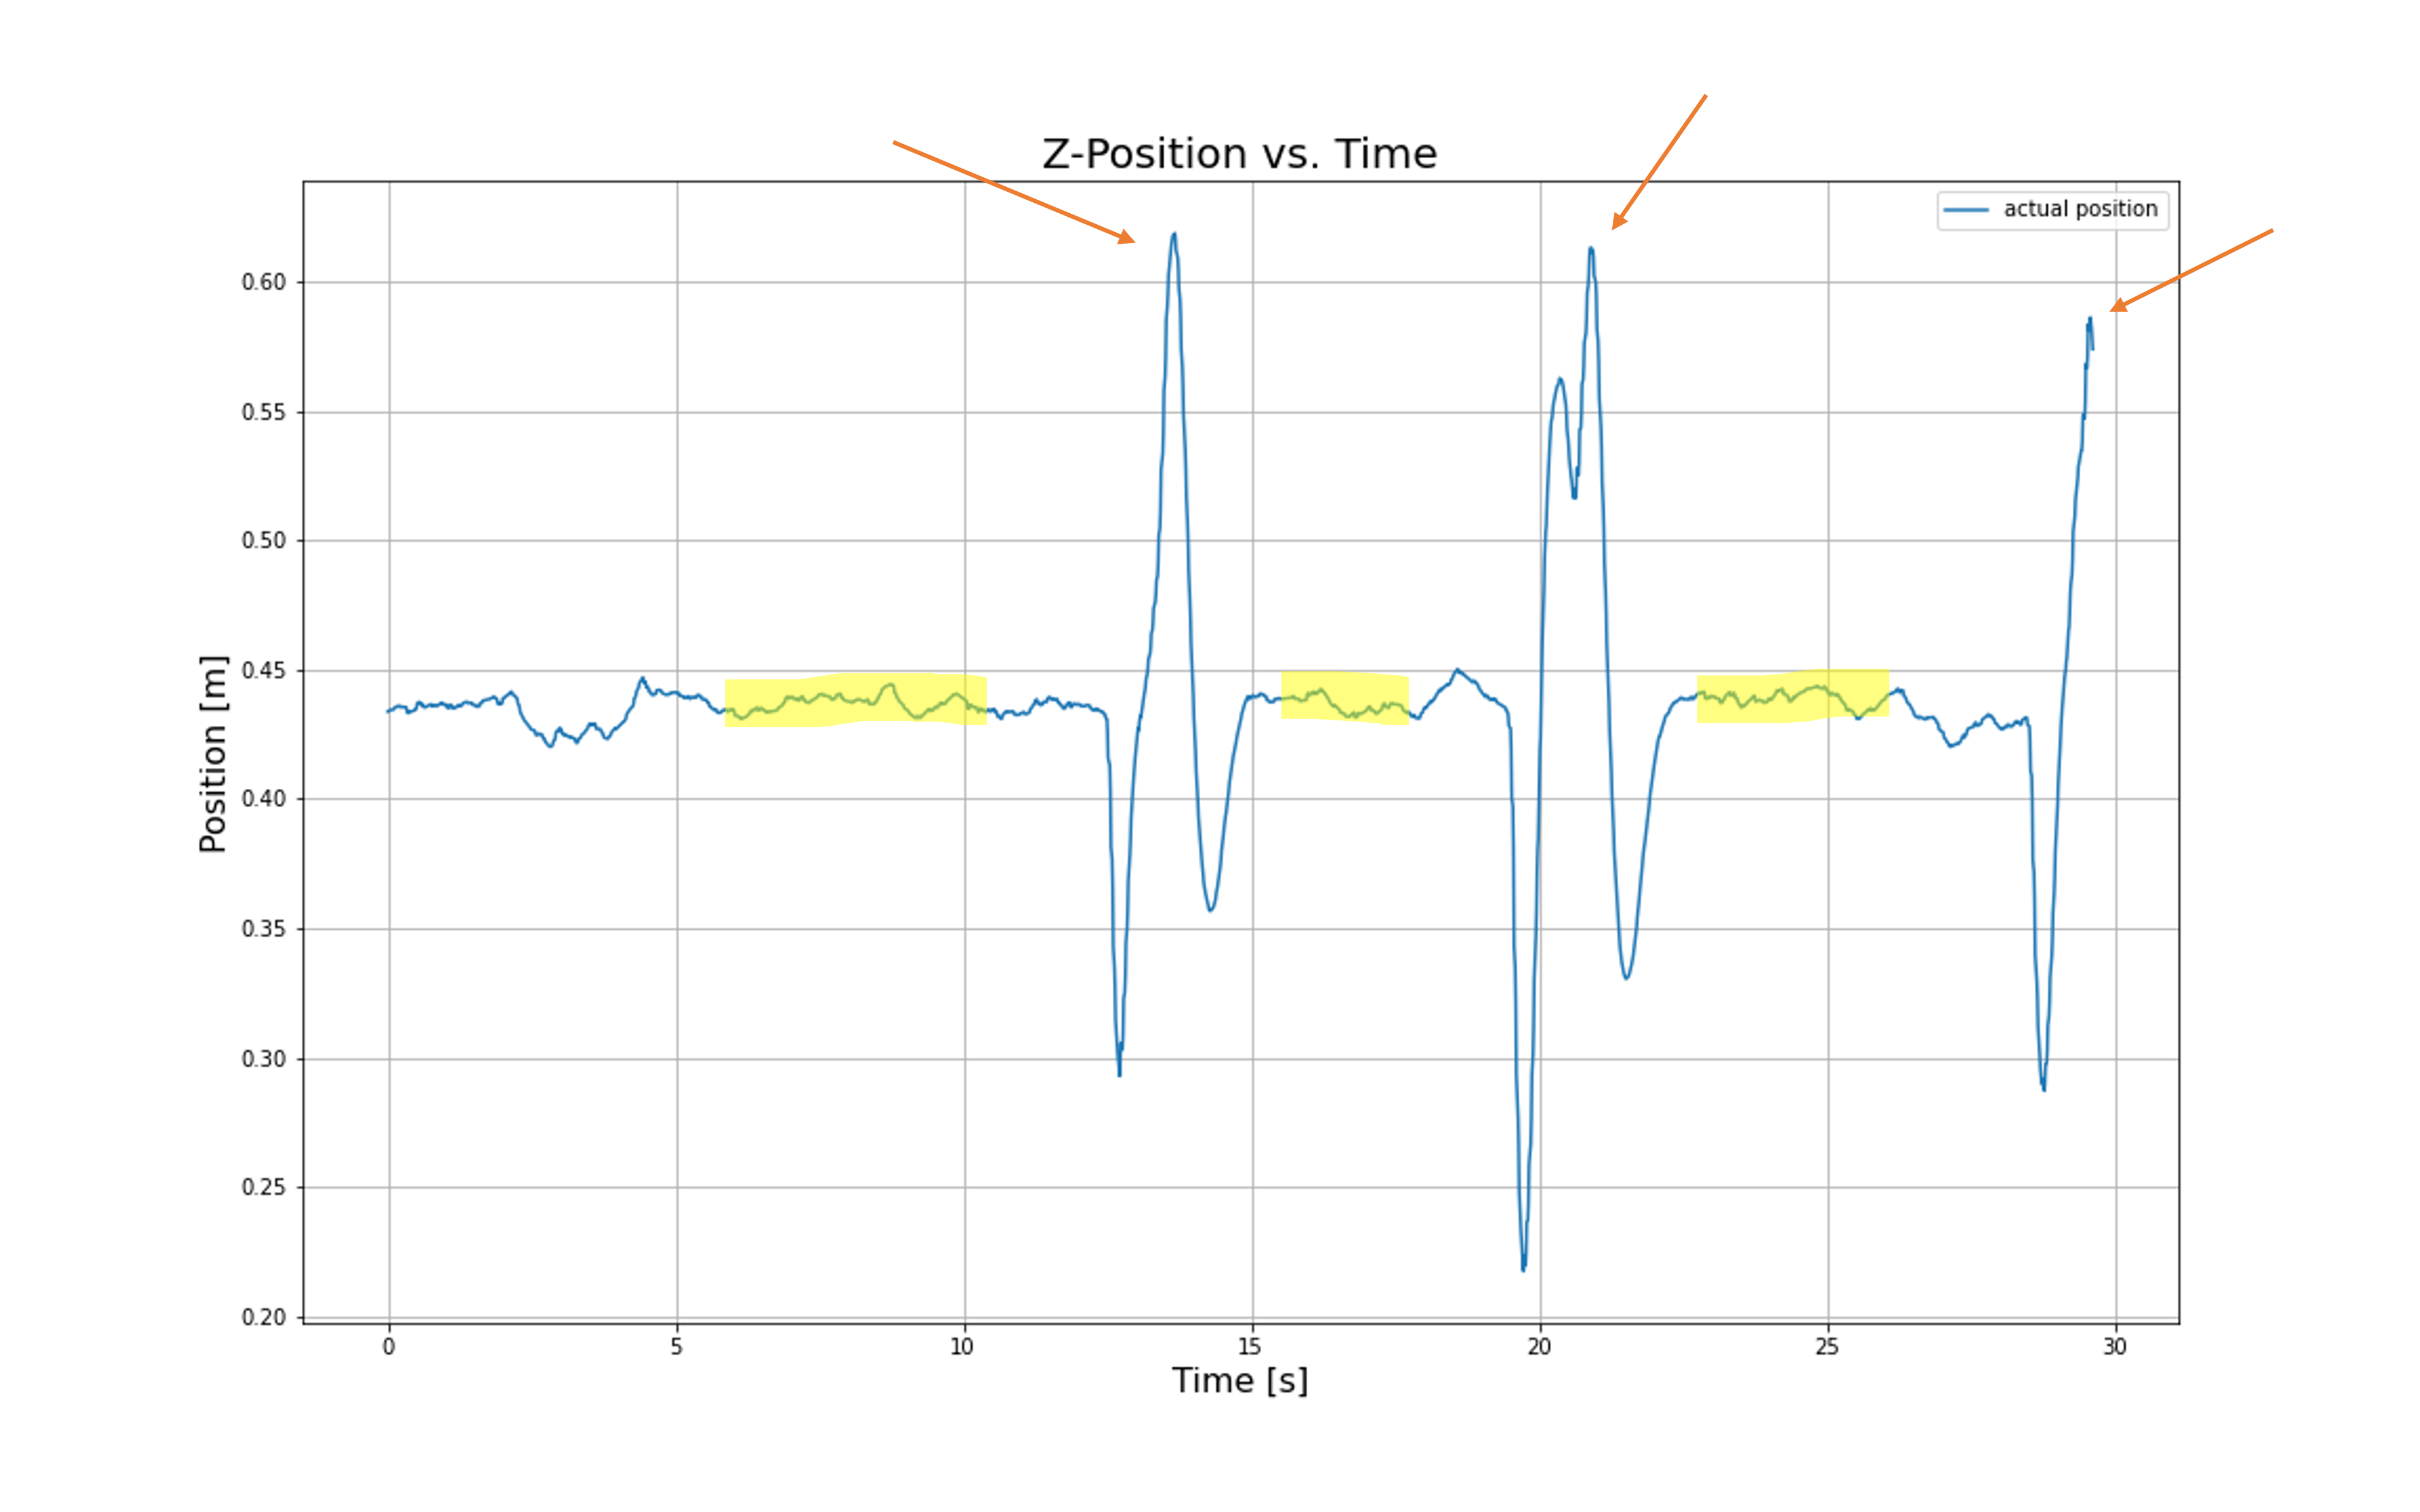 Z-Position vs. Time
actual position
0.60
0.55
0.50
0.45
0.40
0.35
0.30
0.25
0.20
Position [m]
0 5 10 15 20 25 30
Time [s]